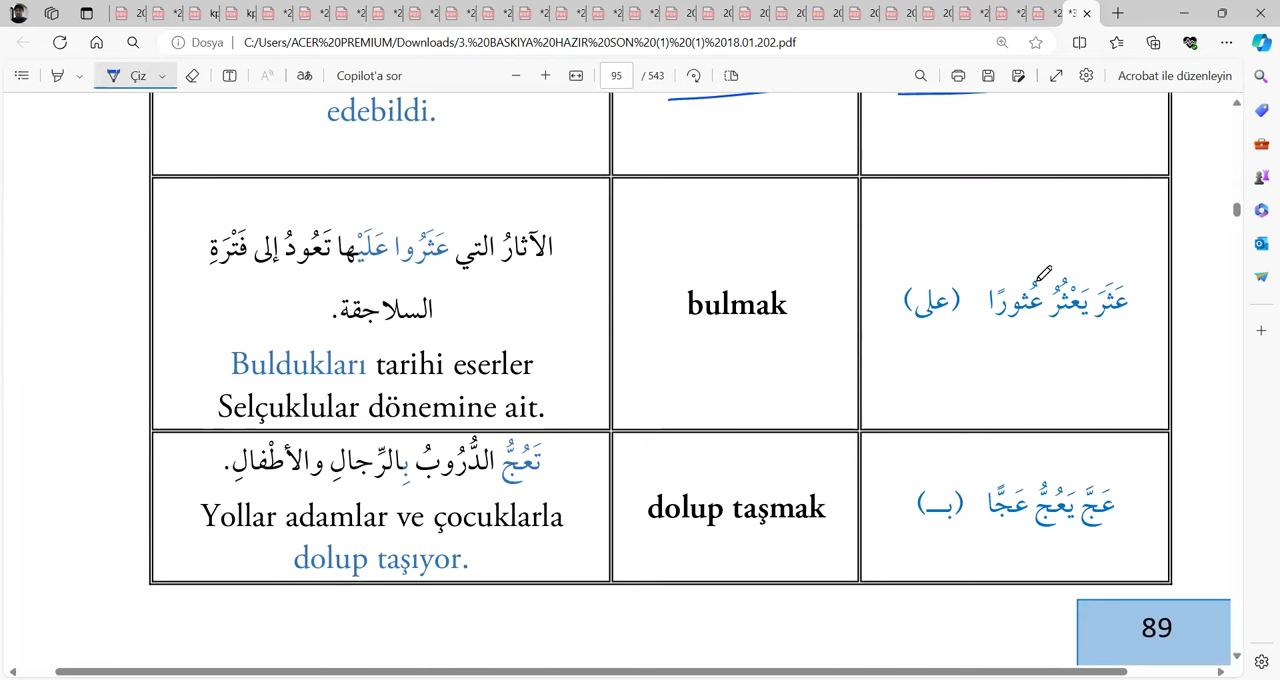 Dosya
C:/Users/ACER%20PREMIUM/Downloads/3.%20BASKIYA%20HAZIR%20SON%20(1)%20(1)%2018.01.202.pdf
Çiz
Copilot'a sor
95 / 543
Acrobat ile düzenleyin
edebildi.
الآثارُ التي عَثَرُوا عَلَيْها تَعُودُ إلى فَتْرَةِ
السلاجقة.
Buldukları tarihi eserler
Selçuklular dönemine ait.
bulmak
عَثَرَ يَعْثُرُ عُثورًا (على)
تَعُجُّ الدُّرُوبُ بِالرِّجالِ والأطْفالِ.
Yollar adamlar ve çocuklarla
dolup taşıyor.
dolup taşmak
عَجَّ يَعُجُّ عَجًّا (بـ)
89